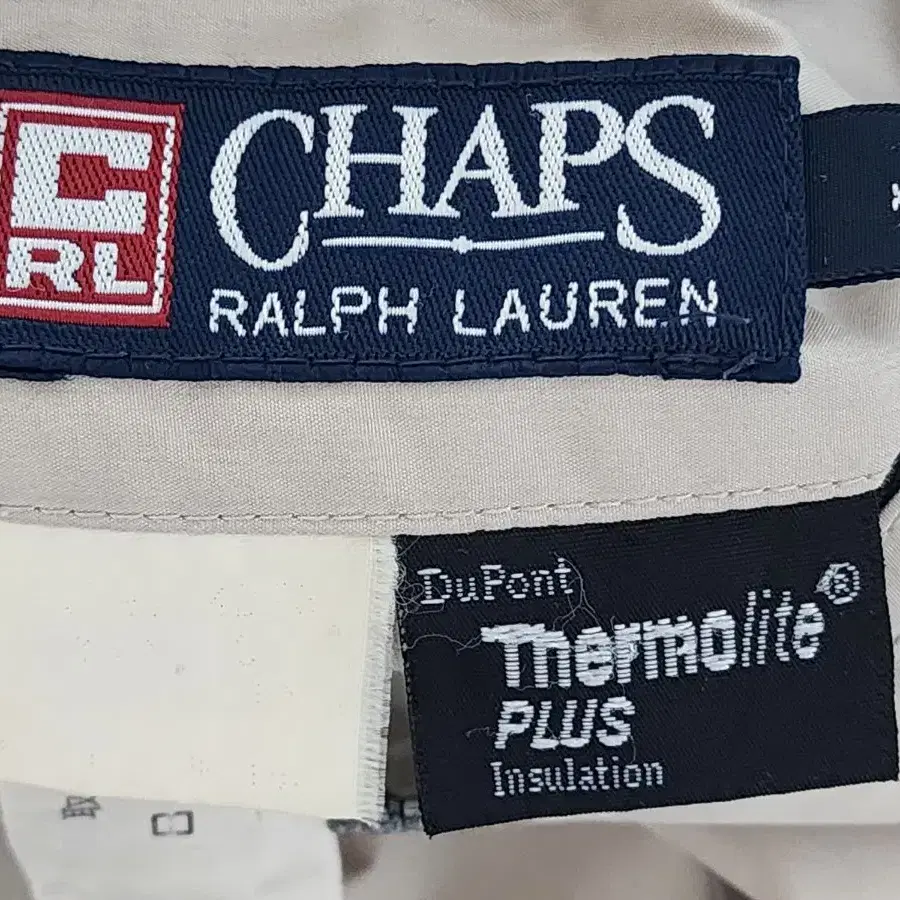 C
RL
CHAPS
RALPH LAUREN
DuPont
Thermolite®
PLUS
Insulation